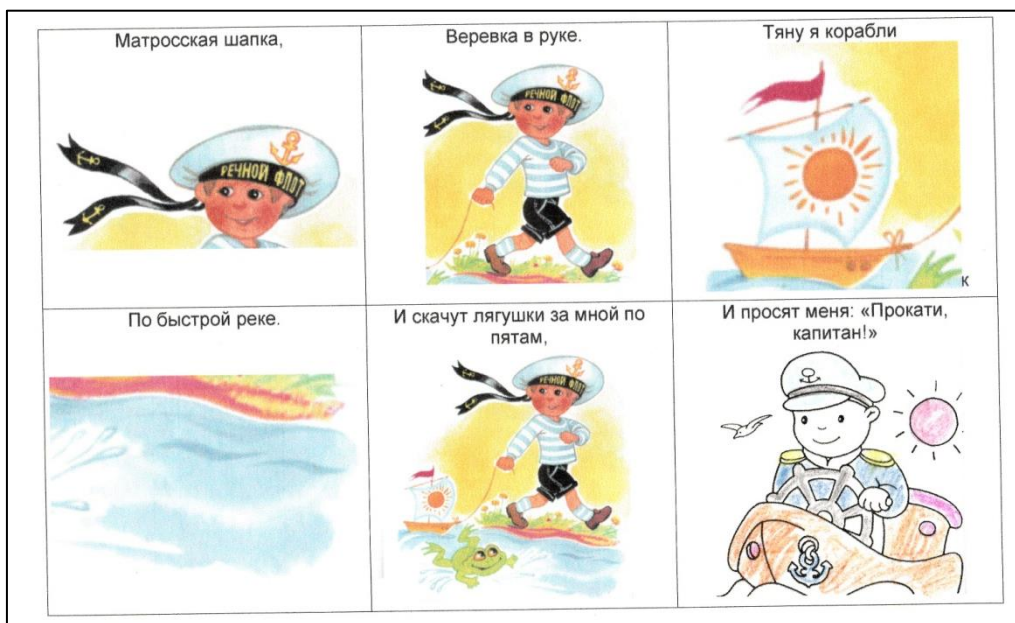 Матросская шапка,
Веревка в руке.
Тяну я корабли
РЕЧНОЙ ФЛОТ
РЕЧНОЙ ФЛОТ
к
По быстрой реке.
И скачут лягушки за мной по
пятам,
И просят меня: «Прокати,
капитан!»
РЕЧНОЙ ФЛОТ